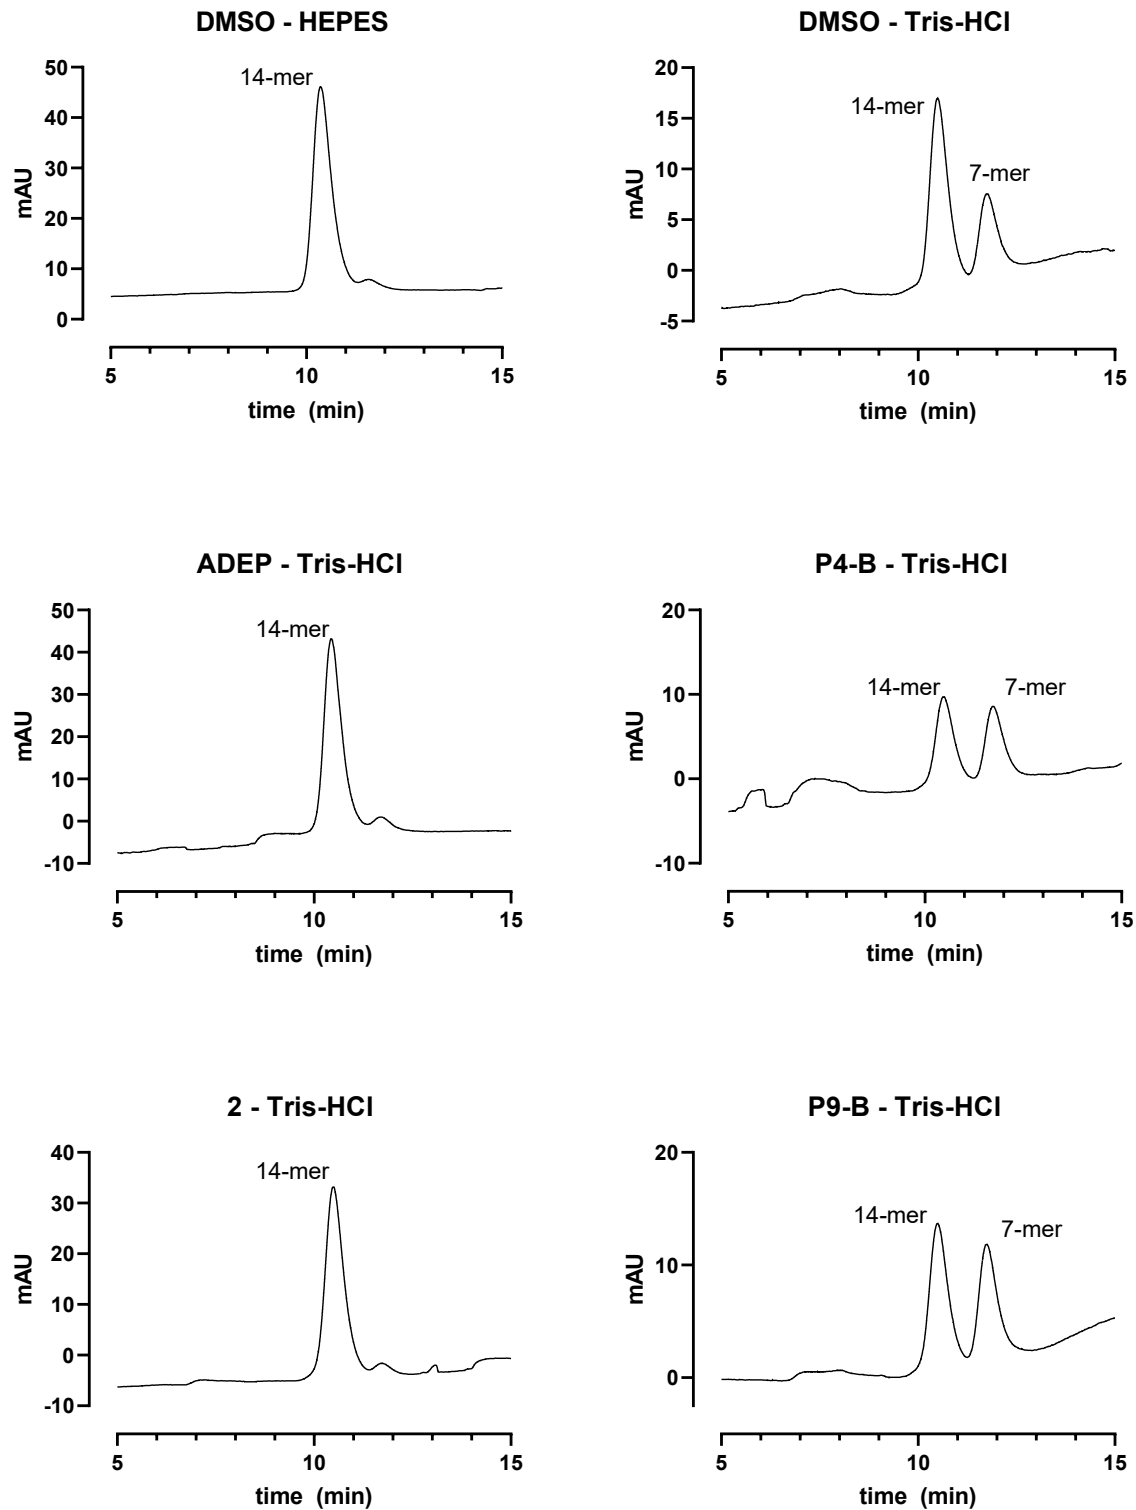 DMSO - HEPES
50
40
30
20
10
0
mAU
14-mer
5
10
15
time (min)
DMSO - Tris-HCl
20
15
10
5
0
-5
mAU
14-mer
7-mer
5
10
15
time (min)
ADEP - Tris-HCl
50
40
30
20
10
0
-10
mAU
14-mer
5
10
15
time (min)
P4-B - Tris-HCl
20
10
0
-10
mAU
14-mer
7-mer
5
10
15
time (min)
2 - Tris-HCl
40
30
20
10
0
-10
mAU
14-mer
5
10
15
time (min)
P9-B - Tris-HCl
20
10
0
mAU
14-mer
7-mer
5
10
15
time (min)